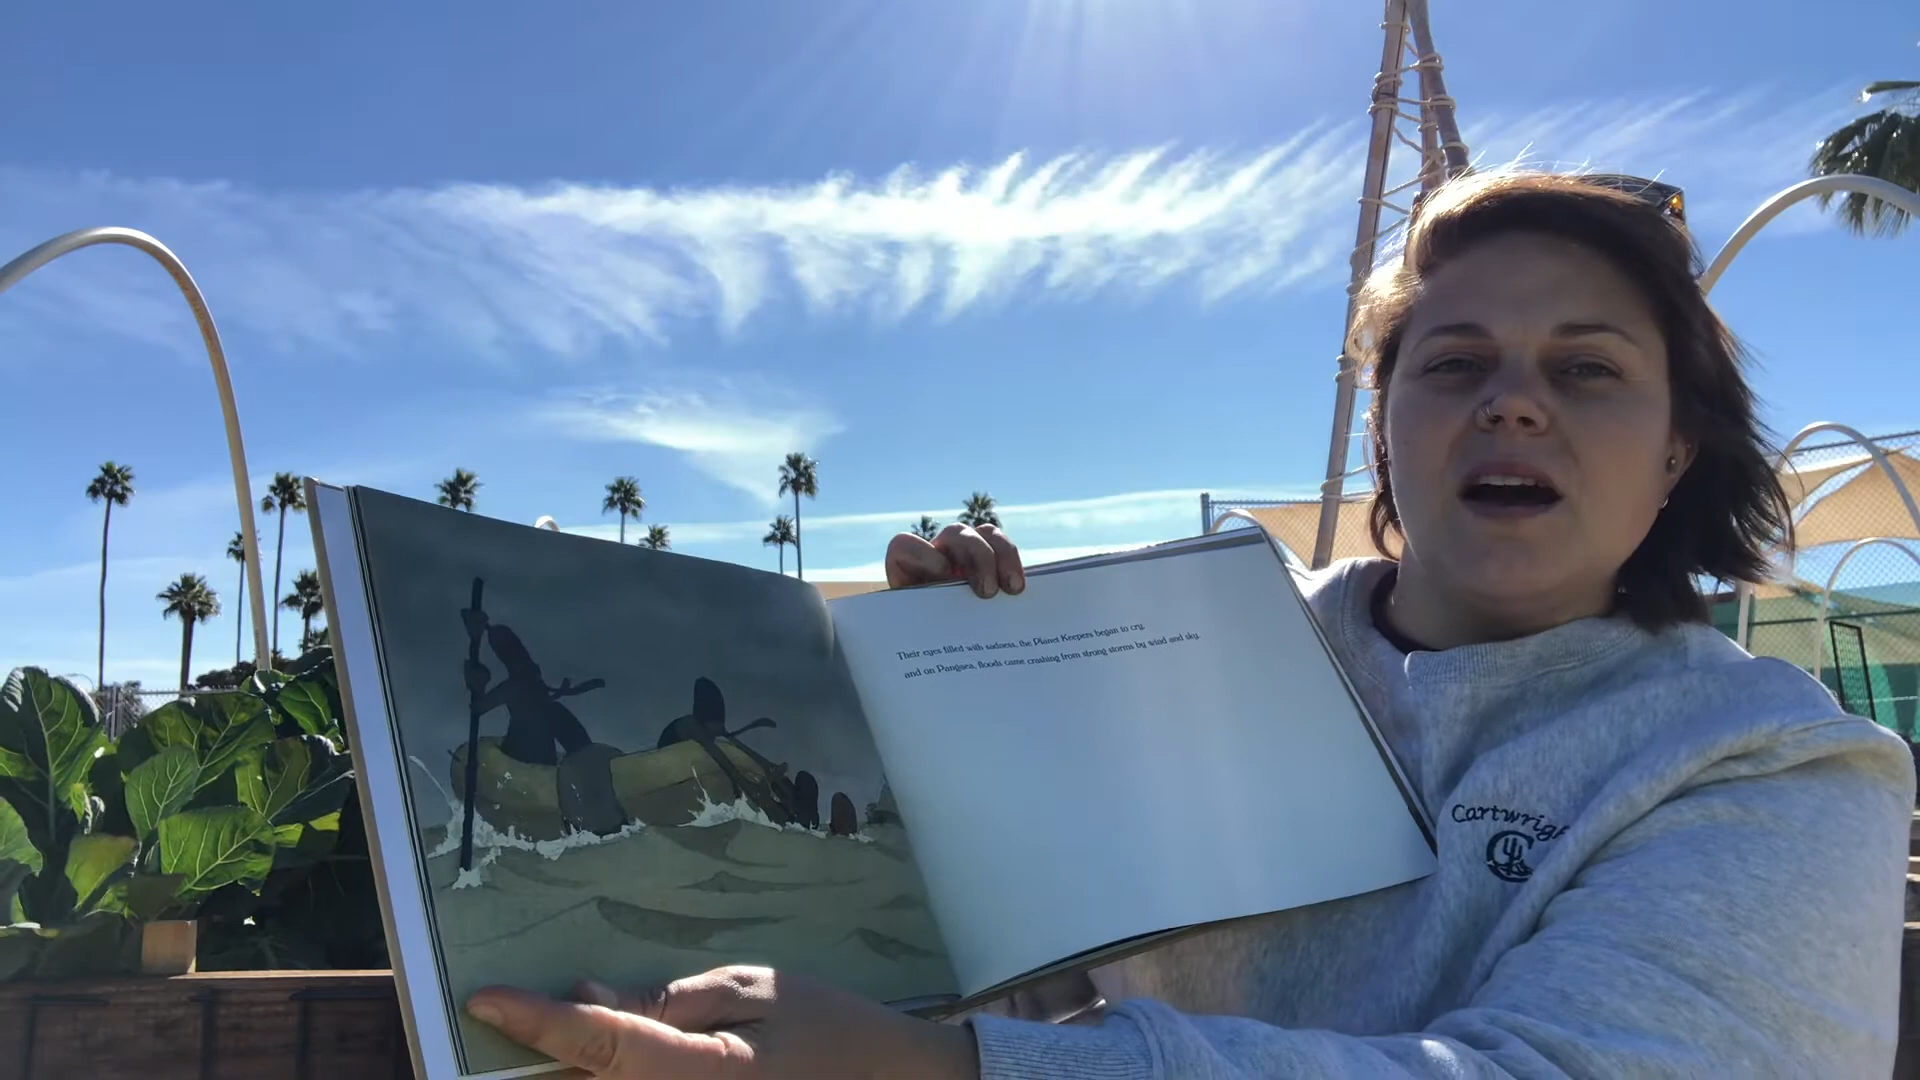 Their eyes filled with sadness, the Planet Keepers began to cry,
and on Pangaea, floods came crashing from strong storms by wind and sky.
Cartwrigh